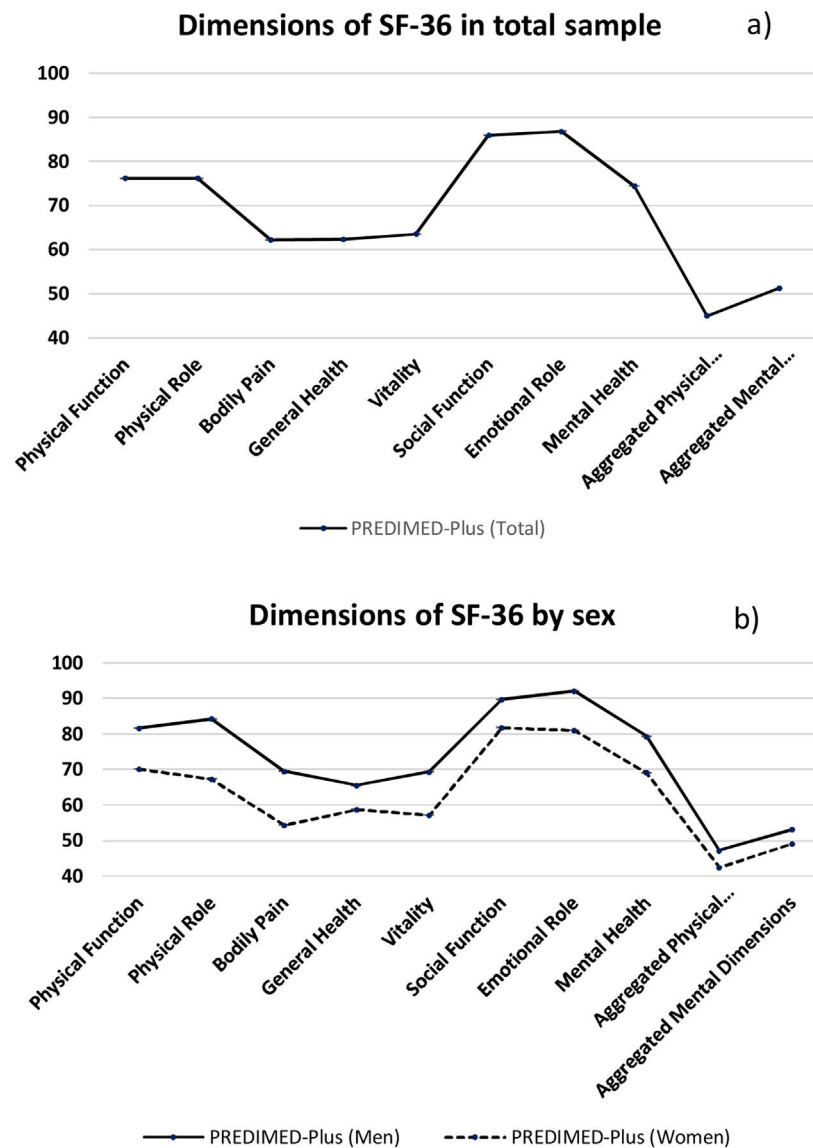 Dimensions of SF-36 in total sample
a)
100
90
80
70
60
50
40
Physical Function
Physical Role
Bodily Pain
General Health
Vitality
Social Function
Emotional Role
Mental Health
Aggregated Physical...
Aggregated Mental...
PREDIMED-Plus (Total)
Dimensions of SF-36 by sex
b)
100
90
80
70
60
50
40
Physical Function
Physical Role
Bodily Pain
General Health
Vitality
Social Function
Emotional Role
Mental Health
Aggregated Physical...
Aggregated Mental Dimensions
PREDIMED-Plus (Men)
PREDIMED-Plus (Women)